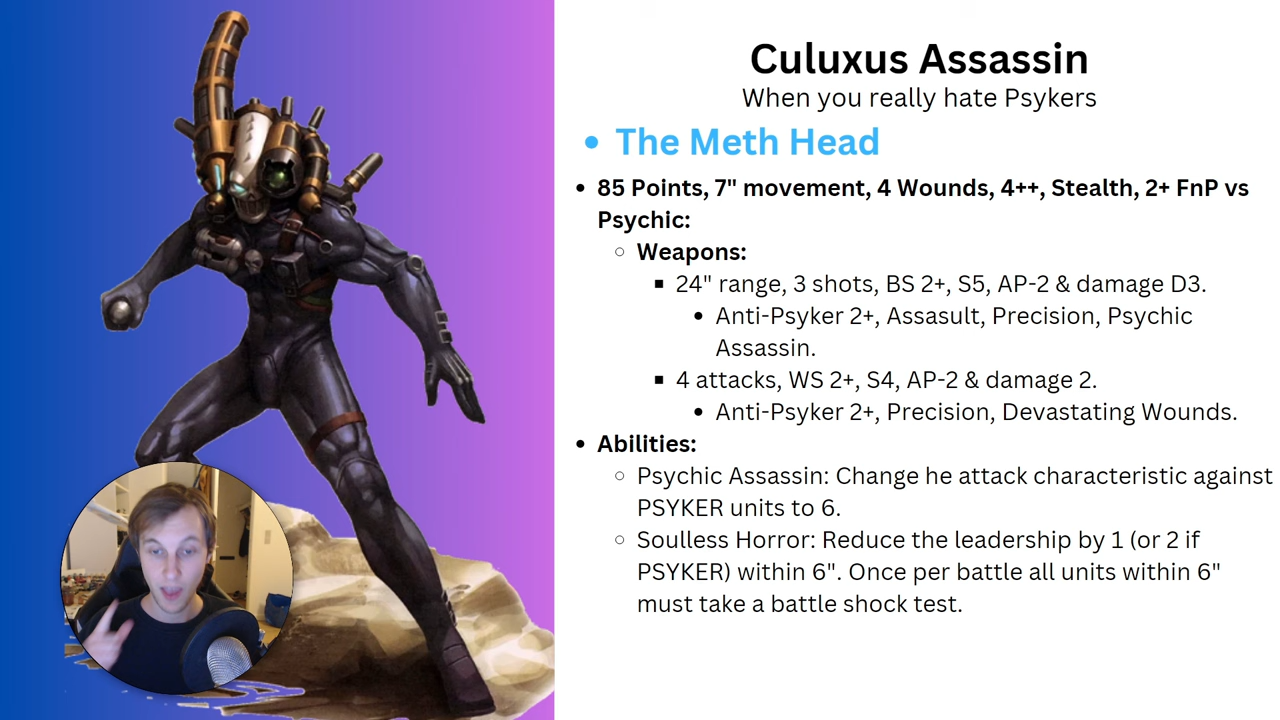 Culuxus Assassin
When you really hate Psykers
• The Meth Head
• 85 Points, 7" movement, 4 Wounds, 4++, Stealth, 2+ FnP vs
Psychic:
○ Weapons:
▪ 24" range, 3 shots, BS 2+, S5, AP-2 & damage D3.
• Anti-Psyker 2+, Assasult, Precision, Psychic
Assassin.
▪ 4 attacks, WS 2+, S4, AP-2 & damage 2.
• Anti-Psyker 2+, Precision, Devastating Wounds.
• Abilities:
○ Psychic Assassin: Change he attack characteristic against
PSYKER units to 6.
○ Soulless Horror: Reduce the leadership by 1 (or 2 if
PSYKER) within 6". Once per battle all units within 6"
must take a battle shock test.